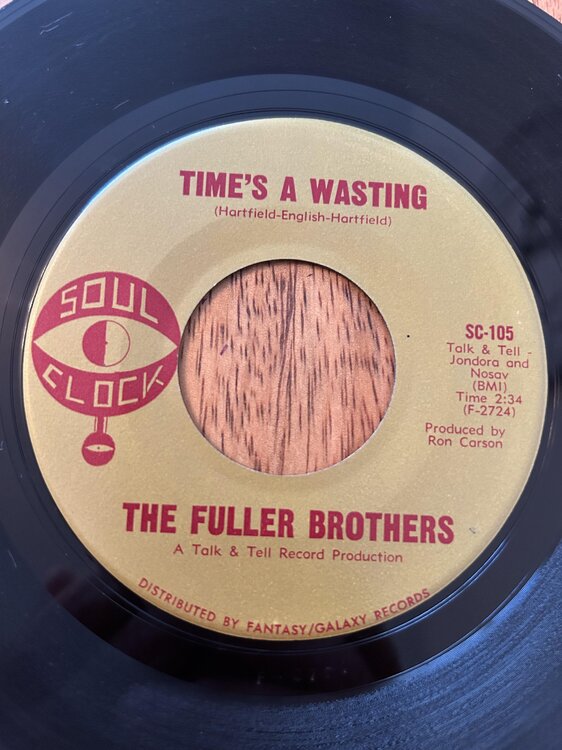 TIME'S A WASTING
(Hartfield-English-Hartfield)
SOUL
CLOCK
SC-105
Talk & Tell -
Jondora and
Nosav
(BMI)
Time 2:34
(F-2724)
Produced by
Ron Carson
THE FULLER BROTHERS
A Talk & Tell Record Production
DISTRIBUTED BY FANTASY/GALAXY RECORDS